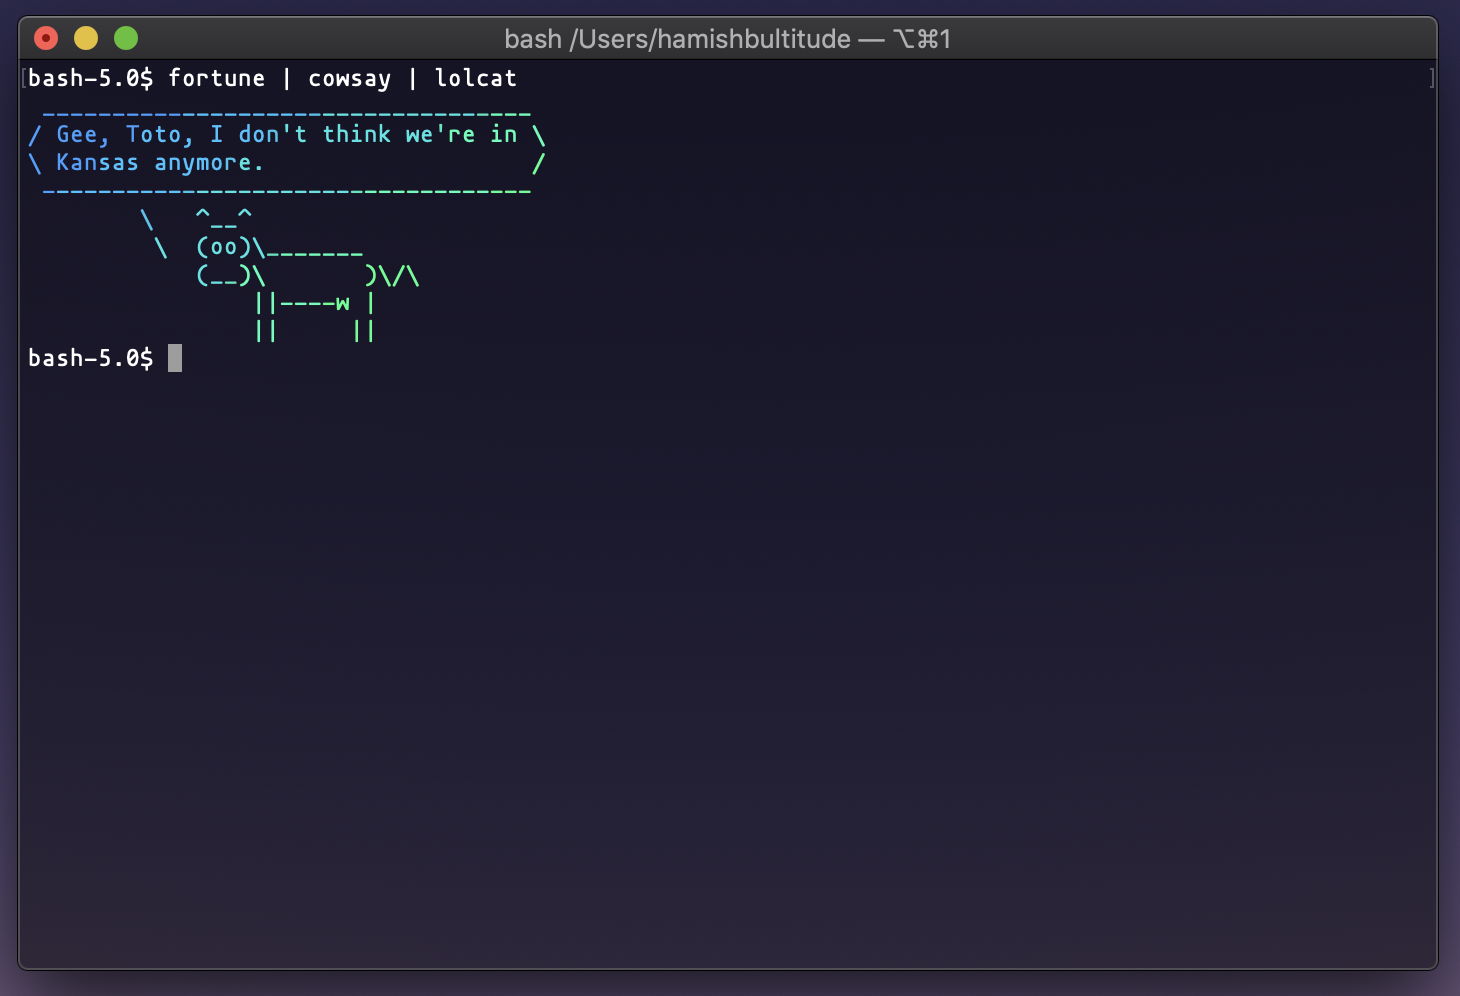 bash /Users/hamishbultitude — ⌥⌘1
[bash-5.0$ fortune | cowsay | lolcat ]
 ___________________________________
/ Gee, Toto, I don't think we're in \
\ Kansas anymore.                   /
 -----------------------------------
        \   ^__^
         \  (oo)\_______
            (__)\       )\/\
                ||----w |
                ||     ||
bash-5.0$